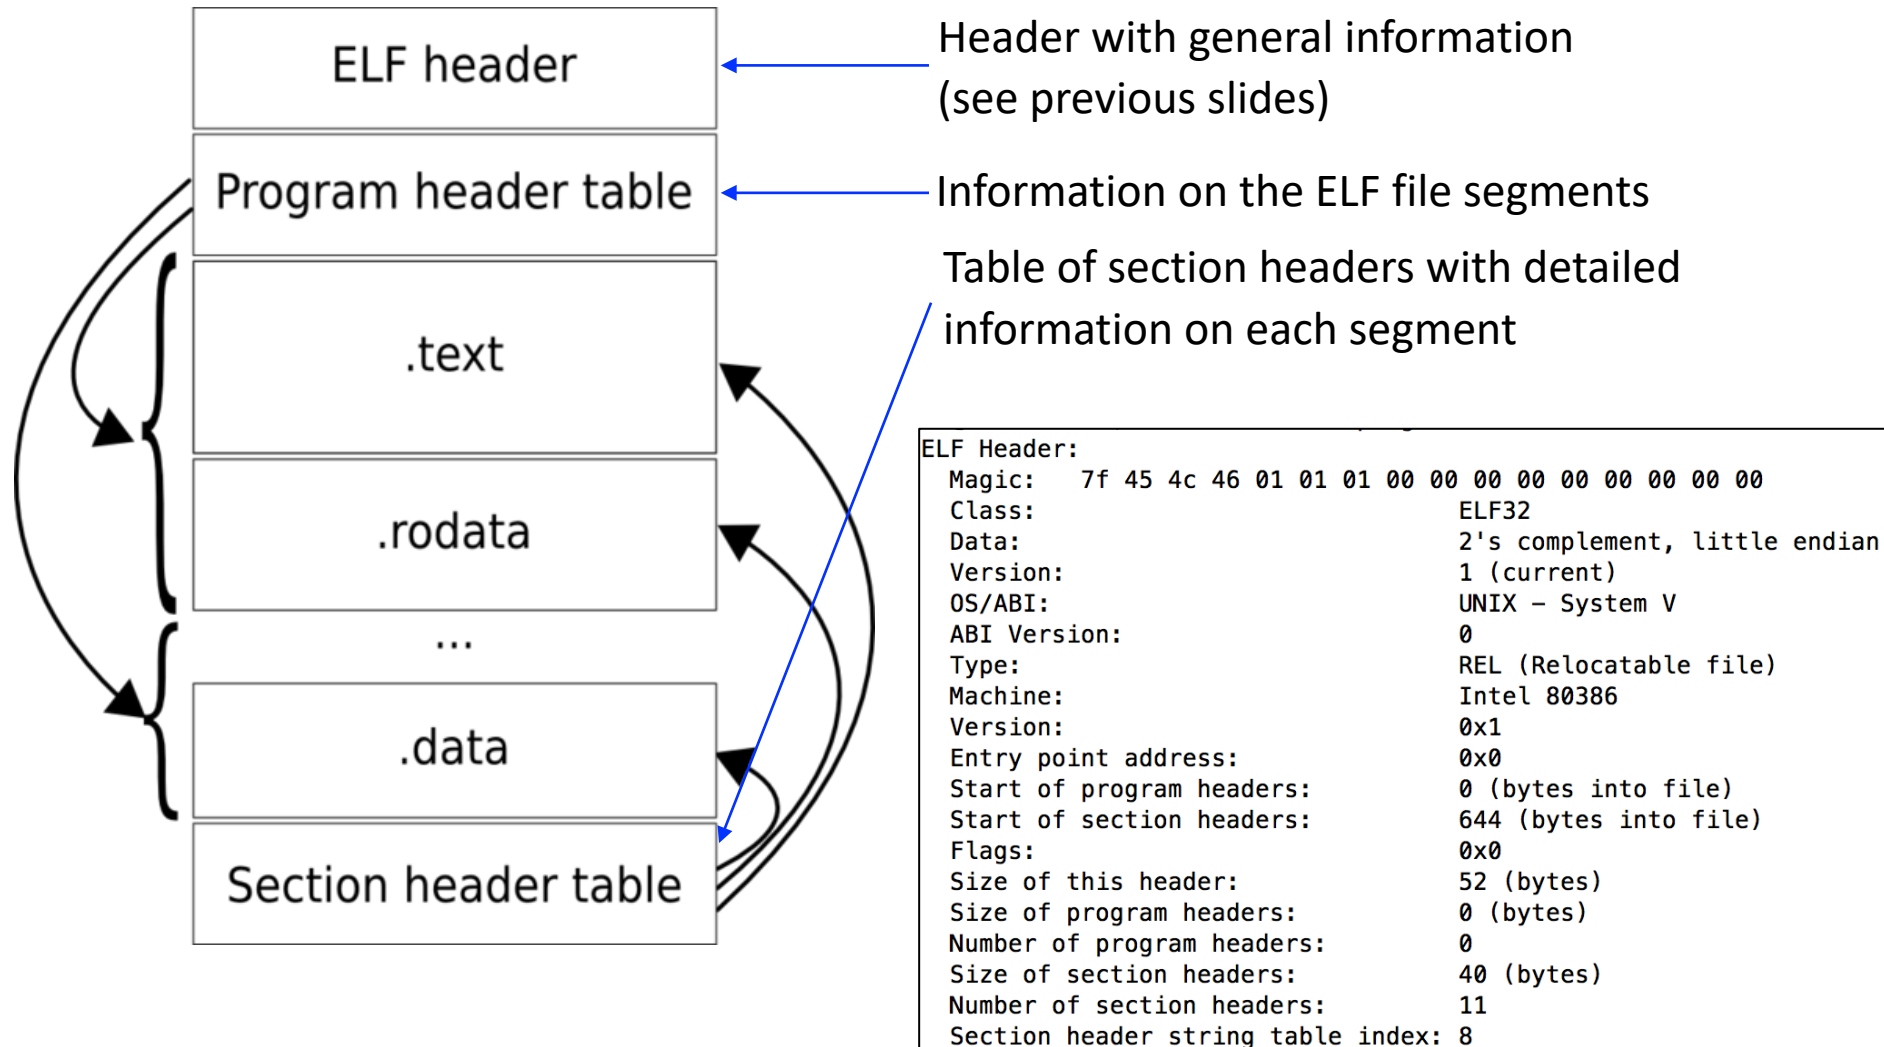 ELF header
Program header table
.text
.rodata
...
.data
Section header table
Header with general information
(see previous slides)
Information on the ELF file segments
Table of section headers with detailed
information on each segment
ELF Header:
Magic: 7f 45 4c 46 01 01 01 00 00 00 00 00 00 00 00 00
Class: ELF32
Data: 2's complement, little endian
Version: 1 (current)
OS/ABI: UNIX – System V
ABI Version: 0
Type: REL (Relocatable file)
Machine: Intel 80386
Version: 0x1
Entry point address: 0x0
Start of program headers: 0 (bytes into file)
Start of section headers: 644 (bytes into file)
Flags: 0x0
Size of this header: 52 (bytes)
Size of program headers: 0 (bytes)
Number of program headers: 0
Size of section headers: 40 (bytes)
Number of section headers: 11
Section header string table index: 8